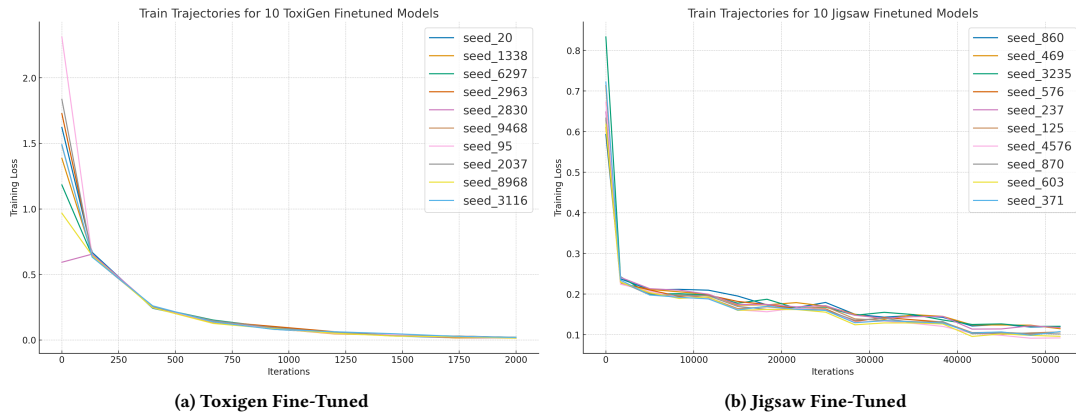 Train Trajectories for 10 ToxiGen Finetuned Models
seed_20
seed_1338
seed_6297
seed_2963
seed_2830
seed_9468
seed_95
seed_2037
seed_8968
seed_3116
2.0
1.5
1.0
0.5
0.0
Training Loss
0
250
500
750
1000
1250
1500
1750
2000
Iterations
(a) Toxigen Fine-Tuned
Train Trajectories for 10 Jigsaw Finetuned Models
seed_860
seed_469
seed_3235
seed_576
seed_237
seed_125
seed_4576
seed_870
seed_603
seed_371
0.8
0.7
0.6
0.5
0.4
0.3
0.2
0.1
Training Loss
0
10000
20000
30000
40000
50000
Iterations
(b) Jigsaw Fine-Tuned